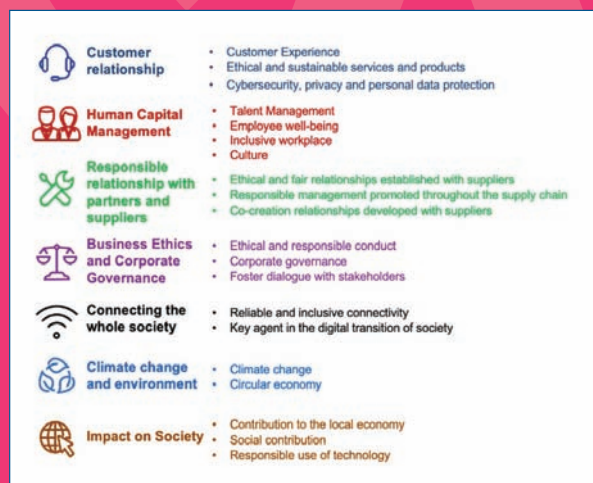 Customer
relationship
• Customer Experience
• Ethical and sustainable services and products
• Cybersecurity, privacy and personal data protection
Human Capital
Management
• Talent Management
• Employee well-being
• Inclusive workplace
• Culture
Responsible
relationship with
partners and
suppliers
• Ethical and fair relationships established with suppliers
• Responsible management promoted throughout the supply chain
• Co-creation relationships developed with suppliers
Business Ethics
and Corporate
Governance
• Ethical and responsible conduct
• Corporate governance
• Foster dialogue with stakeholders
Connecting the
whole society
• Reliable and inclusive connectivity
• Key agent in the digital transition of society
Climate change
and environment
• Climate change
• Circular economy
Impact on Society
• Contribution to the local economy
• Social contribution
• Responsible use of technology